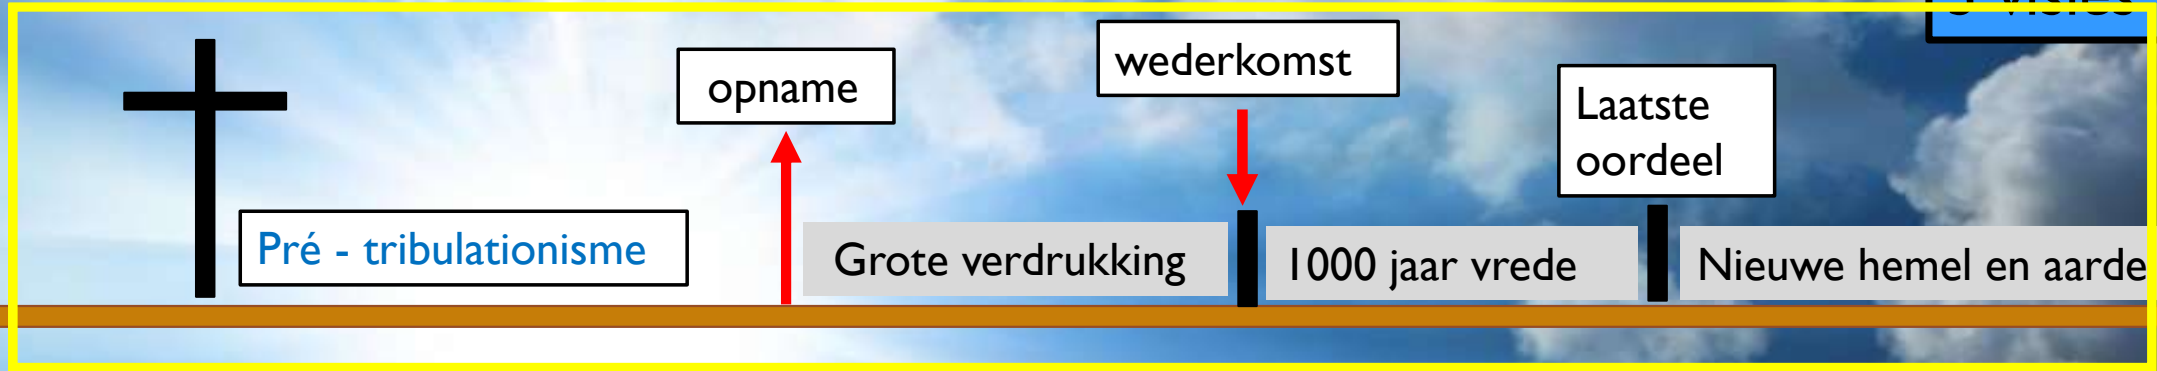 opname
wederkomst
Laatste
oordeel
Pré - tribulationisme
Grote verdrukking
1000 jaar vrede
Nieuwe hemel en aarde